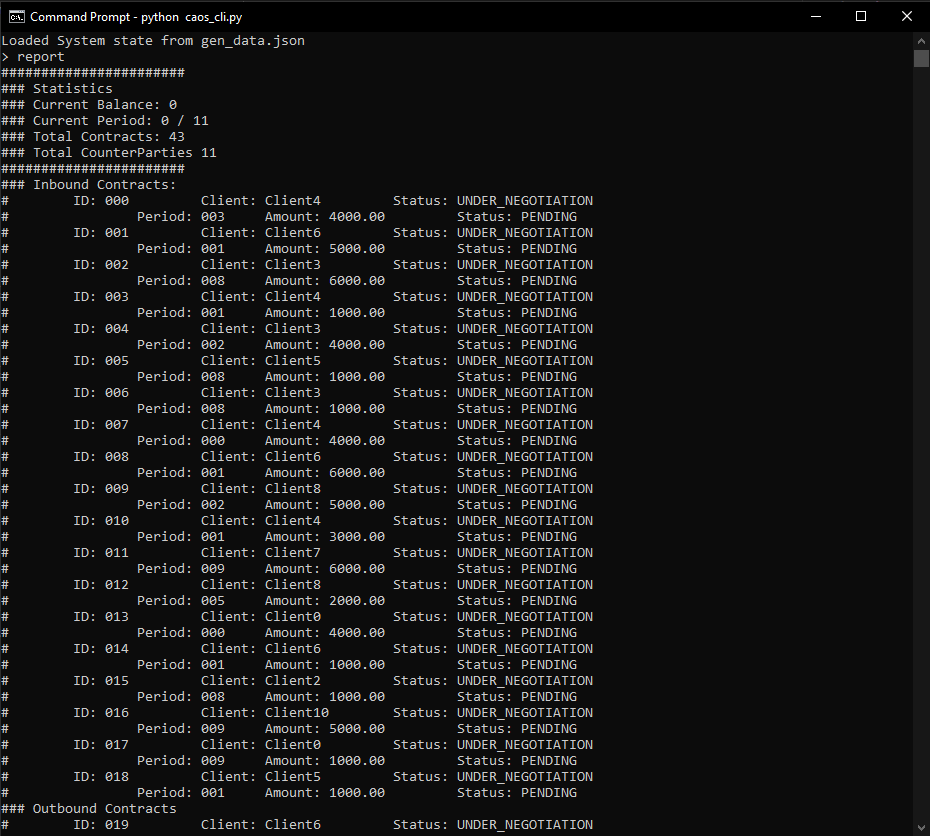 Command Prompt - python caos_cli.py
Loaded System state from gen_data.json
> report
#######################
### Statistics
### Current Balance: 0
### Current Period: 0 / 11
### Total Contracts: 43
### Total CounterParties 11
#######################
### Inbound Contracts:
# ID: 000 Client: Client4 Status: UNDER_NEGOTIATION
# Period: 003 Amount: 4000.00 Status: PENDING
# ID: 001 Client: Client6 Status: UNDER_NEGOTIATION
# Period: 001 Amount: 5000.00 Status: PENDING
# ID: 002 Client: Client3 Status: UNDER_NEGOTIATION
# Period: 008 Amount: 6000.00 Status: PENDING
# ID: 003 Client: Client4 Status: UNDER_NEGOTIATION
# Period: 001 Amount: 1000.00 Status: PENDING
# ID: 004 Client: Client3 Status: UNDER_NEGOTIATION
# Period: 002 Amount: 4000.00 Status: PENDING
# ID: 005 Client: Client5 Status: UNDER_NEGOTIATION
# Period: 008 Amount: 1000.00 Status: PENDING
# ID: 006 Client: Client3 Status: UNDER_NEGOTIATION
# Period: 008 Amount: 1000.00 Status: PENDING
# ID: 007 Client: Client4 Status: UNDER_NEGOTIATION
# Period: 000 Amount: 4000.00 Status: PENDING
# ID: 008 Client: Client6 Status: UNDER_NEGOTIATION
# Period: 001 Amount: 6000.00 Status: PENDING
# ID: 009 Client: Client8 Status: UNDER_NEGOTIATION
# Period: 002 Amount: 5000.00 Status: PENDING
# ID: 010 Client: Client4 Status: UNDER_NEGOTIATION
# Period: 001 Amount: 3000.00 Status: PENDING
# ID: 011 Client: Client7 Status: UNDER_NEGOTIATION
# Period: 009 Amount: 6000.00 Status: PENDING
# ID: 012 Client: Client8 Status: UNDER_NEGOTIATION
# Period: 005 Amount: 2000.00 Status: PENDING
# ID: 013 Client: Client0 Status: UNDER_NEGOTIATION
# Period: 000 Amount: 4000.00 Status: PENDING
# ID: 014 Client: Client6 Status: UNDER_NEGOTIATION
# Period: 001 Amount: 1000.00 Status: PENDING
# ID: 015 Client: Client2 Status: UNDER_NEGOTIATION
# Period: 008 Amount: 1000.00 Status: PENDING
# ID: 016 Client: Client10 Status: UNDER_NEGOTIATION
# Period: 009 Amount: 5000.00 Status: PENDING
# ID: 017 Client: Client0 Status: UNDER_NEGOTIATION
# Period: 009 Amount: 1000.00 Status: PENDING
# ID: 018 Client: Client5 Status: UNDER_NEGOTIATION
# Period: 001 Amount: 1000.00 Status: PENDING
### Outbound Contracts
# ID: 019 Client: Client6 Status: UNDER_NEGOTIATION